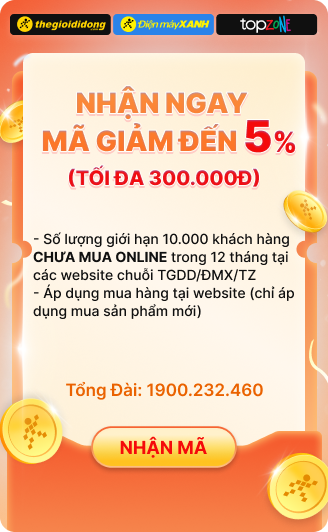 thegioididong
.com
Điện máy XANH
topzone
NHẬN NGAY
MÃ GIẢM ĐẾN 5%
(TỐI ĐA 300.000Đ)
- Số lượng giới hạn 10.000 khách hàng
CHƯA MUA ONLINE trong 12 tháng tại
các website chuỗi TGDD/ĐMX/TZ
- Áp dụng mua hàng tại website (chỉ áp
dụng mua sản phẩm mới)
Tổng Đài: 1900.232.460
NHẬN MÃ